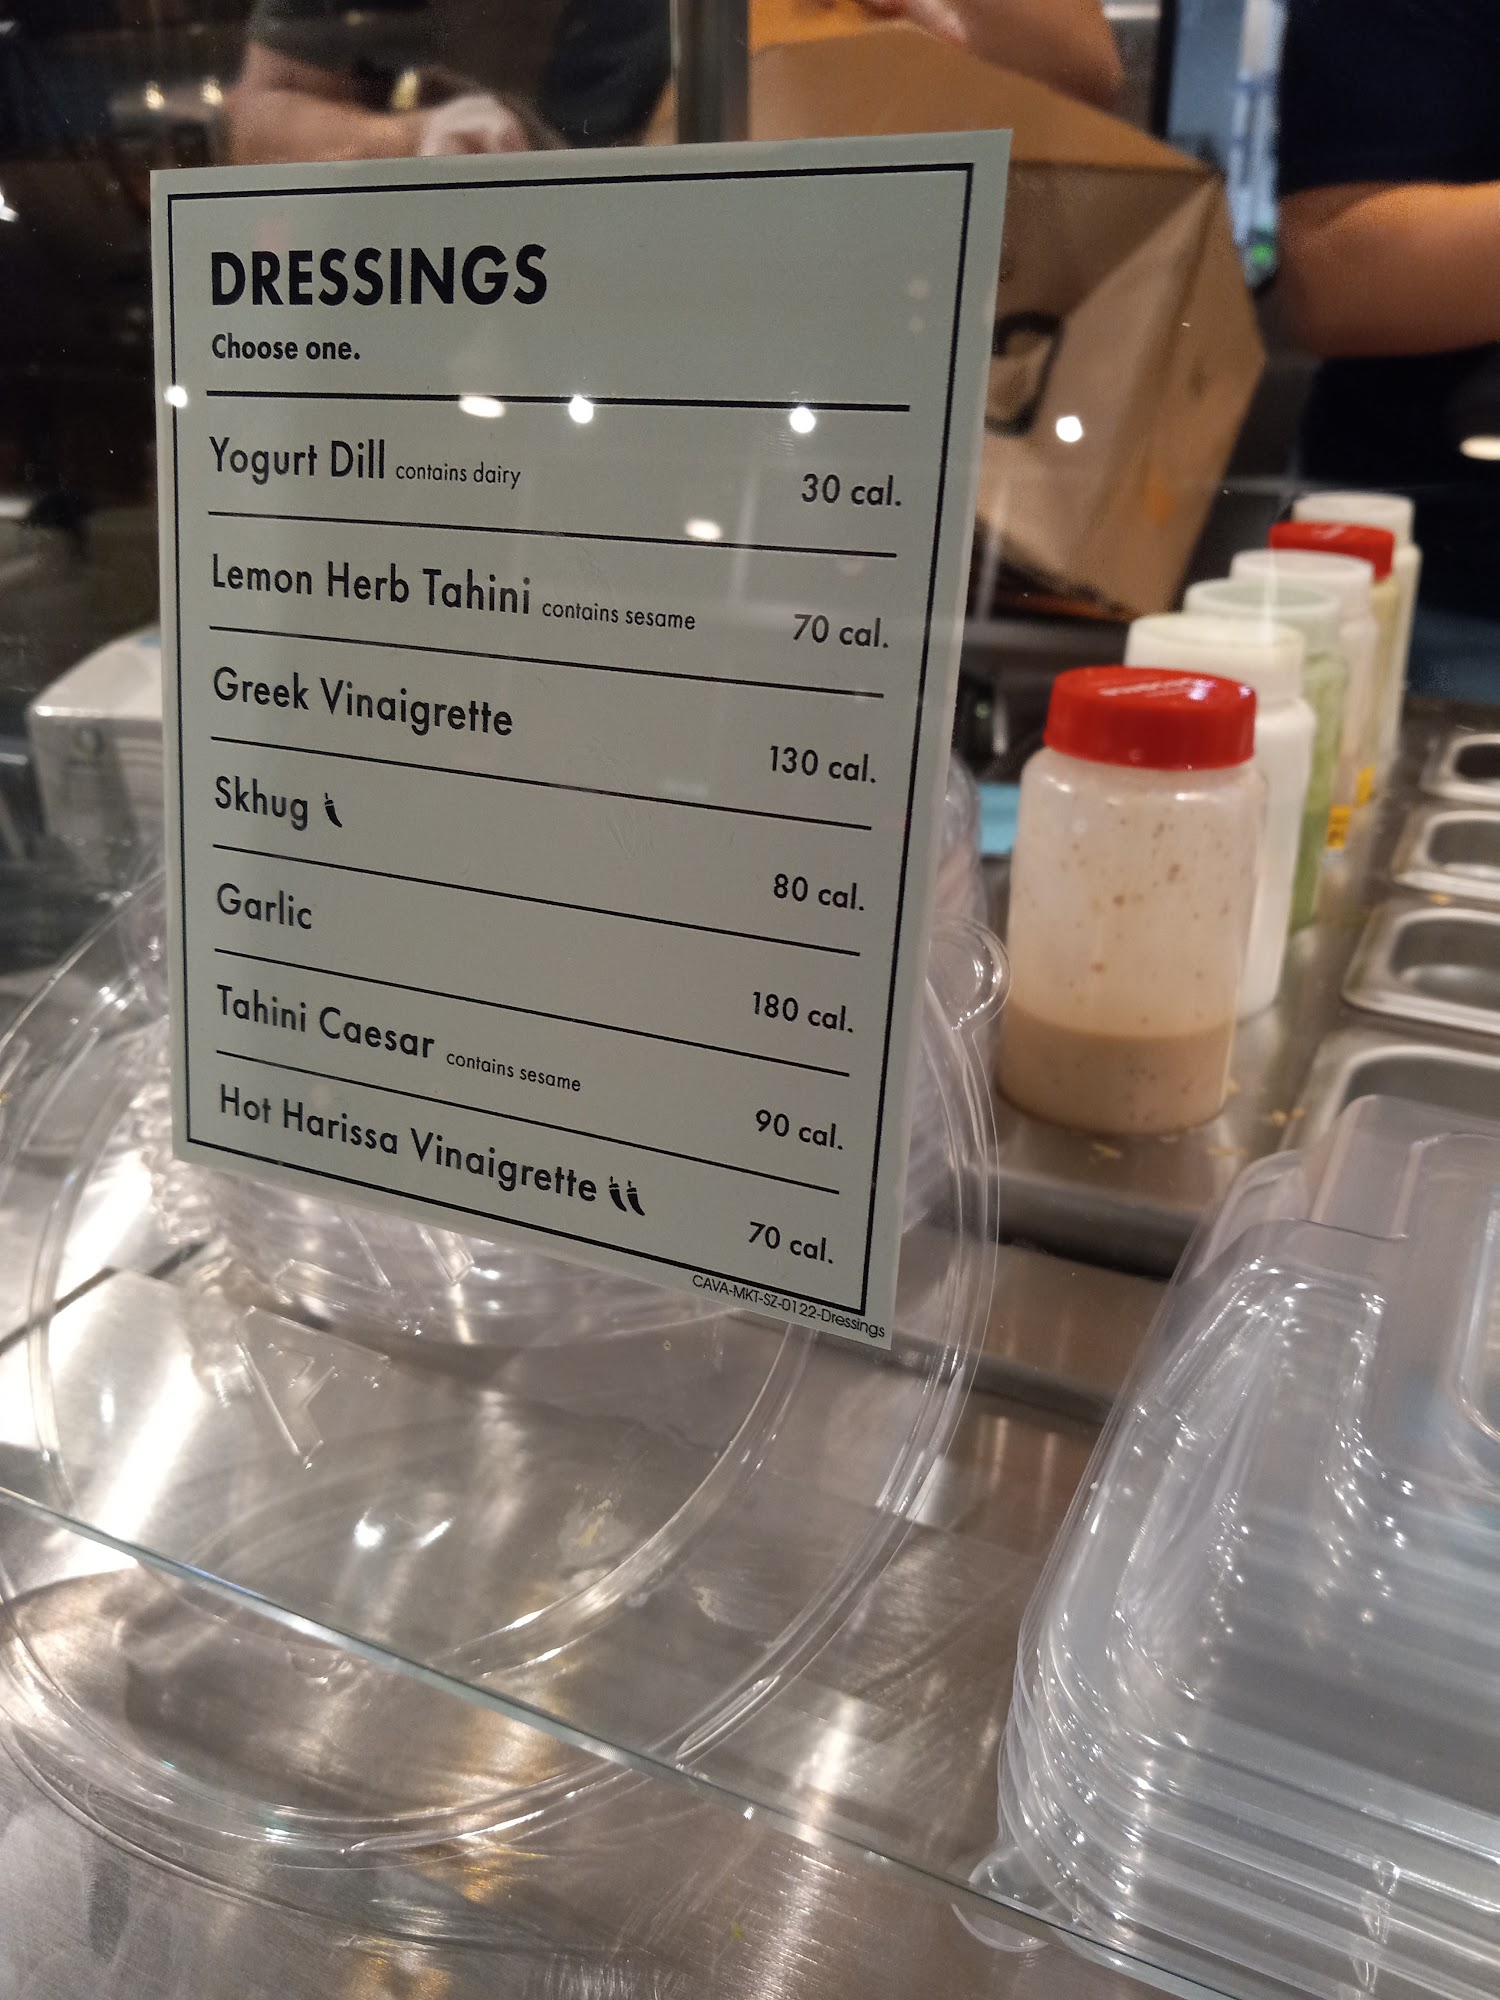 DRESSINGS
Choose one.
Yogurt Dill contains dairy 30 cal.
Lemon Herb Tahini contains sesame 70 cal.
Greek Vinaigrette 130 cal.
Skhug 80 cal.
Garlic 180 cal.
Tahini Caesar contains sesame 90 cal.
Hot Harissa Vinaigrette 70 cal.
CAVA-MKT-SZ-0122-Dressings